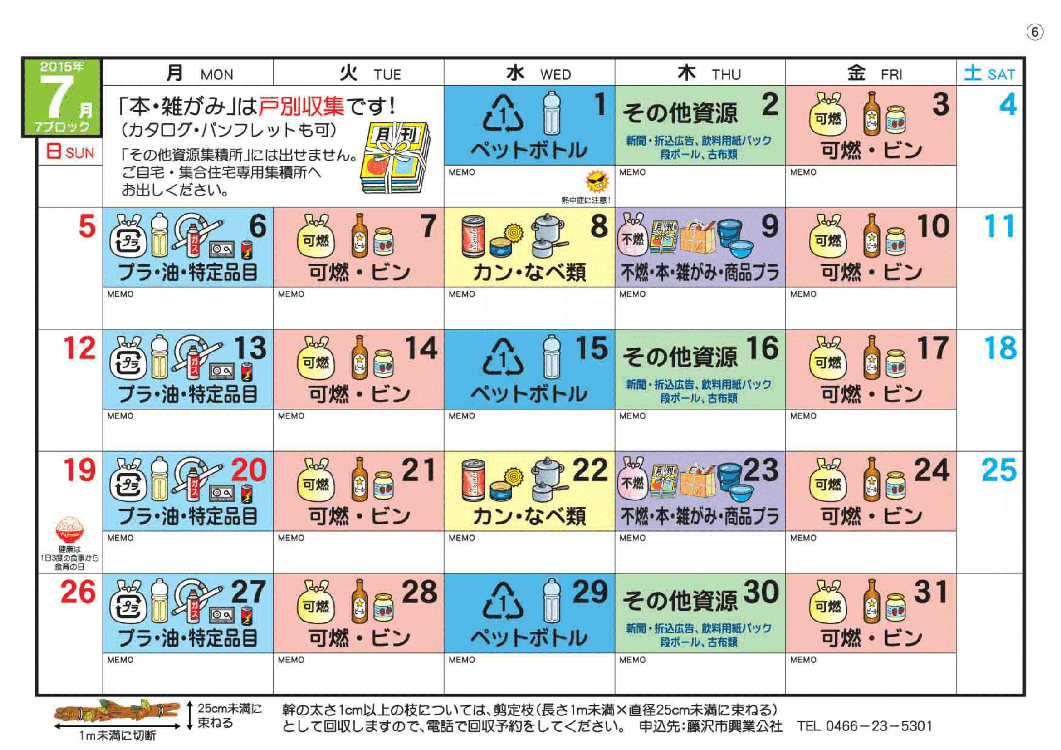 ⑥
2015年
7月
7ブロック
日 SUN
月 MON
火 TUE
水 WED
木 THU
金 FRI
土 SAT
「本・雑がみ」は戸別収集です!
(カタログ・パンフレットも可)
「その他資源集積所」には出せません。
ご自宅・集合住宅専用集積所へ
お出しください。
月刊
1
1
ペットボトル
MEMO
熱中症に注意!
その他資源 2
新聞・折込広告、飲料用紙パック
段ボール、古布類
MEMO
可燃
3
可燃・ビン
MEMO
4
5
プラ
ガス
6
プラ・油・特定品目
MEMO
可燃
7
可燃・ビン
MEMO
8
カン・なべ類
MEMO
不燃
月刊
9
不燃・本・雑がみ・商品プラ
MEMO
可燃
10
可燃・ビン
MEMO
11
12
プラ
ガス
13
プラ・油・特定品目
MEMO
可燃
14
可燃・ビン
MEMO
1
15
ペットボトル
MEMO
その他資源 16
新聞・折込広告、飲料用紙パック
段ボール、古布類
MEMO
可燃
17
可燃・ビン
MEMO
18
19
健康は
1日3度の食事から
食育の日
プラ
ガス
20
プラ・油・特定品目
MEMO
可燃
21
可燃・ビン
MEMO
22
カン・なべ類
MEMO
不燃
月刊
23
不燃・本・雑がみ・商品プラ
MEMO
可燃
24
可燃・ビン
MEMO
25
26
プラ
ガス
27
プラ・油・特定品目
MEMO
可燃
28
可燃・ビン
MEMO
1
29
ペットボトル
MEMO
その他資源 30
新聞・折込広告、飲料用紙パック
段ボール、古布類
MEMO
可燃
31
可燃・ビン
MEMO
25cm未満に
束ねる
1m未満に切断
幹の太さ1cm以上の枝については、剪定枝(長さ1m未満×直径25cm未満に束ねる)
として回収しますので、電話で回収予約をしてください。 申込先:藤沢市興業公社 TEL 0466-23-5301